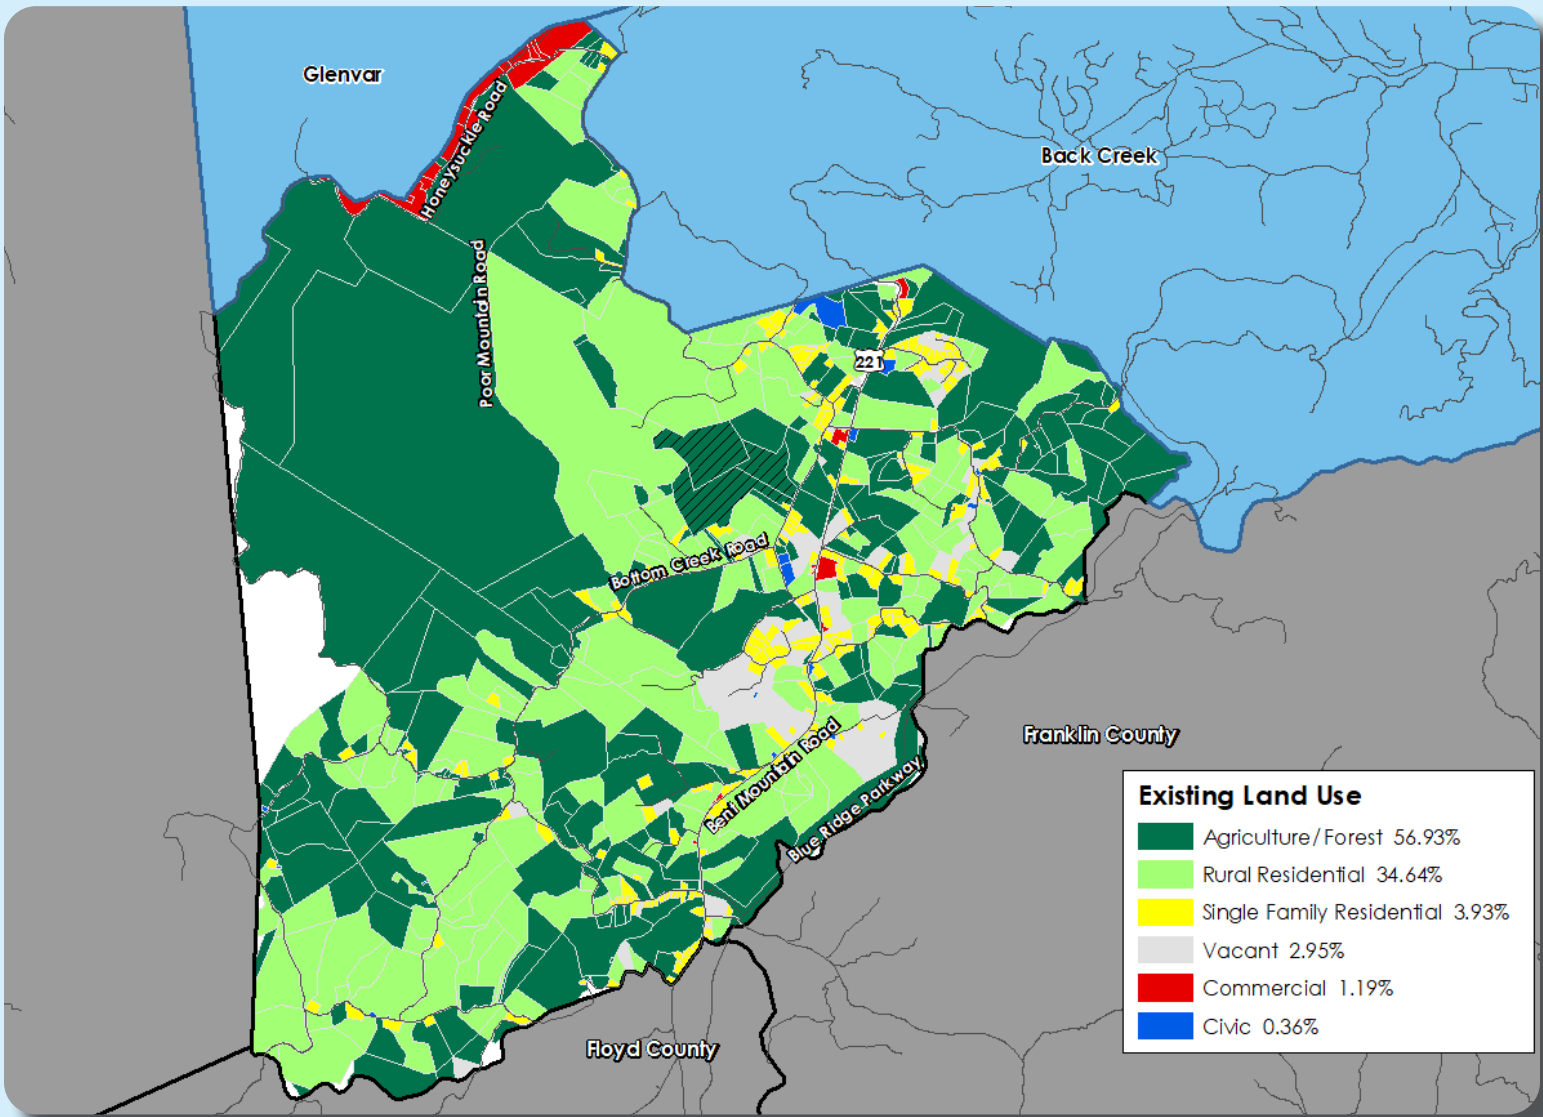 Glenvar
Honeysuckle Road
Back Creek
Poor Mountain Road
221
Bottom Creek Road
Bent Mountain Road
Blue Ridge Parkway
Franklin County
Floyd County
Existing Land Use
Agriculture/Forest 56.93%
Rural Residential 34.64%
Single Family Residential 3.93%
Vacant 2.95%
Commercial 1.19%
Civic 0.36%